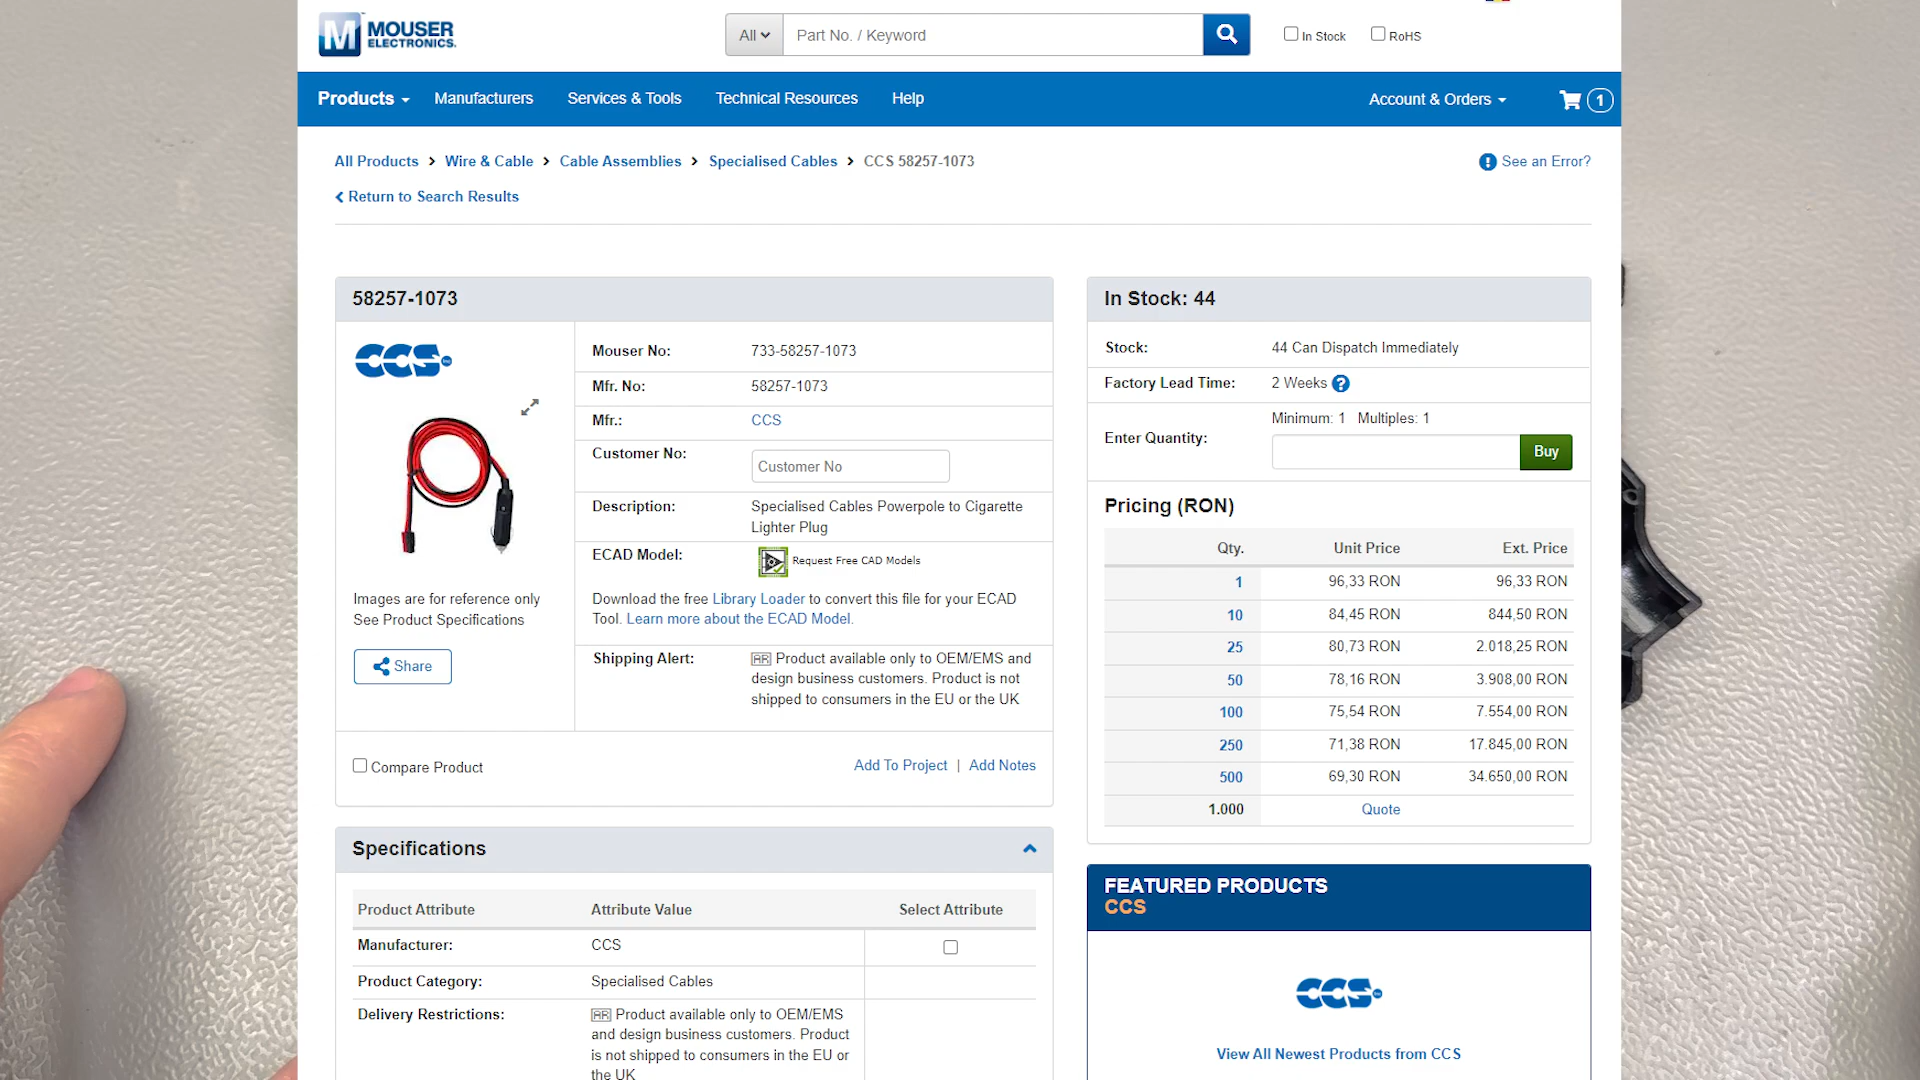 M MOUSER
ELECTRONICS.
All
Part No. / Keyword
In Stock
RoHS
Products
Manufacturers
Services & Tools
Technical Resources
Help
Account & Orders
1
All Products > Wire & Cable > Cable Assemblies > Specialised Cables > CCS 58257-1073
See an Error?
Return to Search Results
58257-1073
CCS
Images are for reference only
See Product Specifications
Share
Mouser No: 733-58257-1073
Mfr. No: 58257-1073
Mfr.: CCS
Customer No: Customer No
Description: Specialised Cables Powerpole to Cigarette
Lighter Plug
ECAD Model: Request Free CAD Models
Download the free Library Loader to convert this file for your ECAD
Tool. Learn more about the ECAD Model.
Shipping Alert: RR Product available only to OEM/EMS and
design business customers. Product is not
shipped to consumers in the EU or the UK
Compare Product
Add To Project | Add Notes
In Stock: 44
Stock: 44 Can Dispatch Immediately
Factory Lead Time: 2 Weeks ?
Minimum: 1 Multiples: 1
Enter Quantity:
Buy
Pricing (RON)
Qty. Unit Price Ext. Price
1 96,33 RON 96,33 RON
10 84,45 RON 844,50 RON
25 80,73 RON 2.018,25 RON
50 78,16 RON 3.908,00 RON
100 75,54 RON 7.554,00 RON
250 71,38 RON 17.845,00 RON
500 69,30 RON 34.650,00 RON
1.000 Quote
Specifications
Product Attribute Attribute Value Select Attribute
Manufacturer: CCS
Product Category: Specialised Cables
Delivery Restrictions: RR Product available only to OEM/EMS
and design business customers. Product
is not shipped to consumers in the EU or
the UK
FEATURED PRODUCTS
CCS
CCS
View All Newest Products from CCS